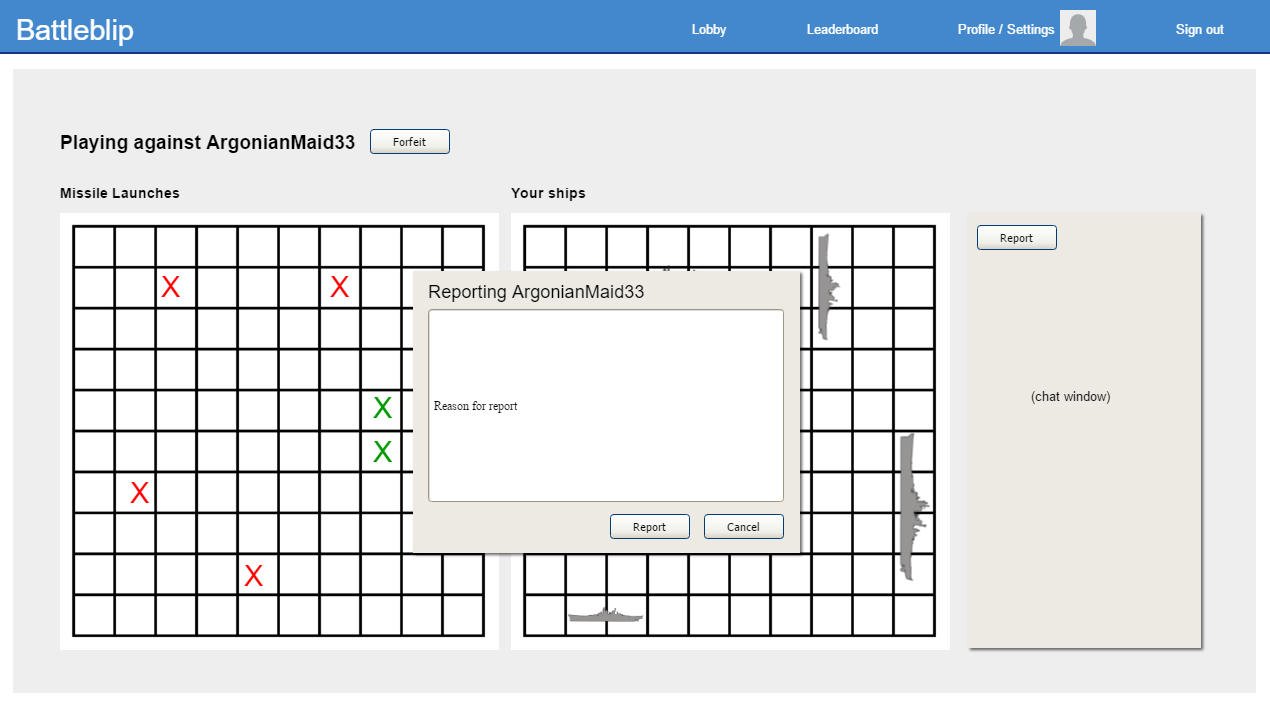 Battleblip
Lobby
Leaderboard
Profile / Settings
Sign out
Playing against ArgonianMaid33
Forfeit
Missile Launches
Your ships
X
X
X
X
X
X
Reporting ArgonianMaid33
Reason for report
Report
Cancel
Report
(chat window)